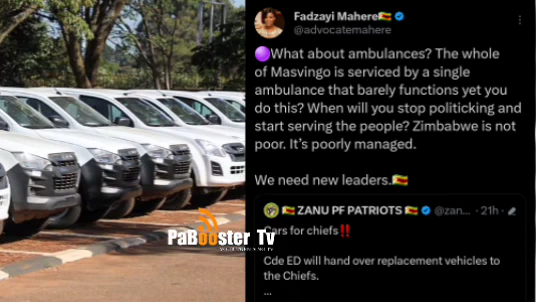 Fadzayi Mahere🇿🇼
@advocatemahere
🟣What about ambulances? The whole
of Masvingo is serviced by a single
ambulance that barely functions yet you
do this? When will you stop politicking and
start serving the people? Zimbabwe is not
poor. It's poorly managed.
We need new leaders.🇿🇼
🇿🇼 ZANU PF PATRIOTS 🇿🇼 @zan... · 21h ·
Cars for chiefs‼️
Cde ED will hand over replacement vehicles to
the Chiefs.
...
PaBooster Tv